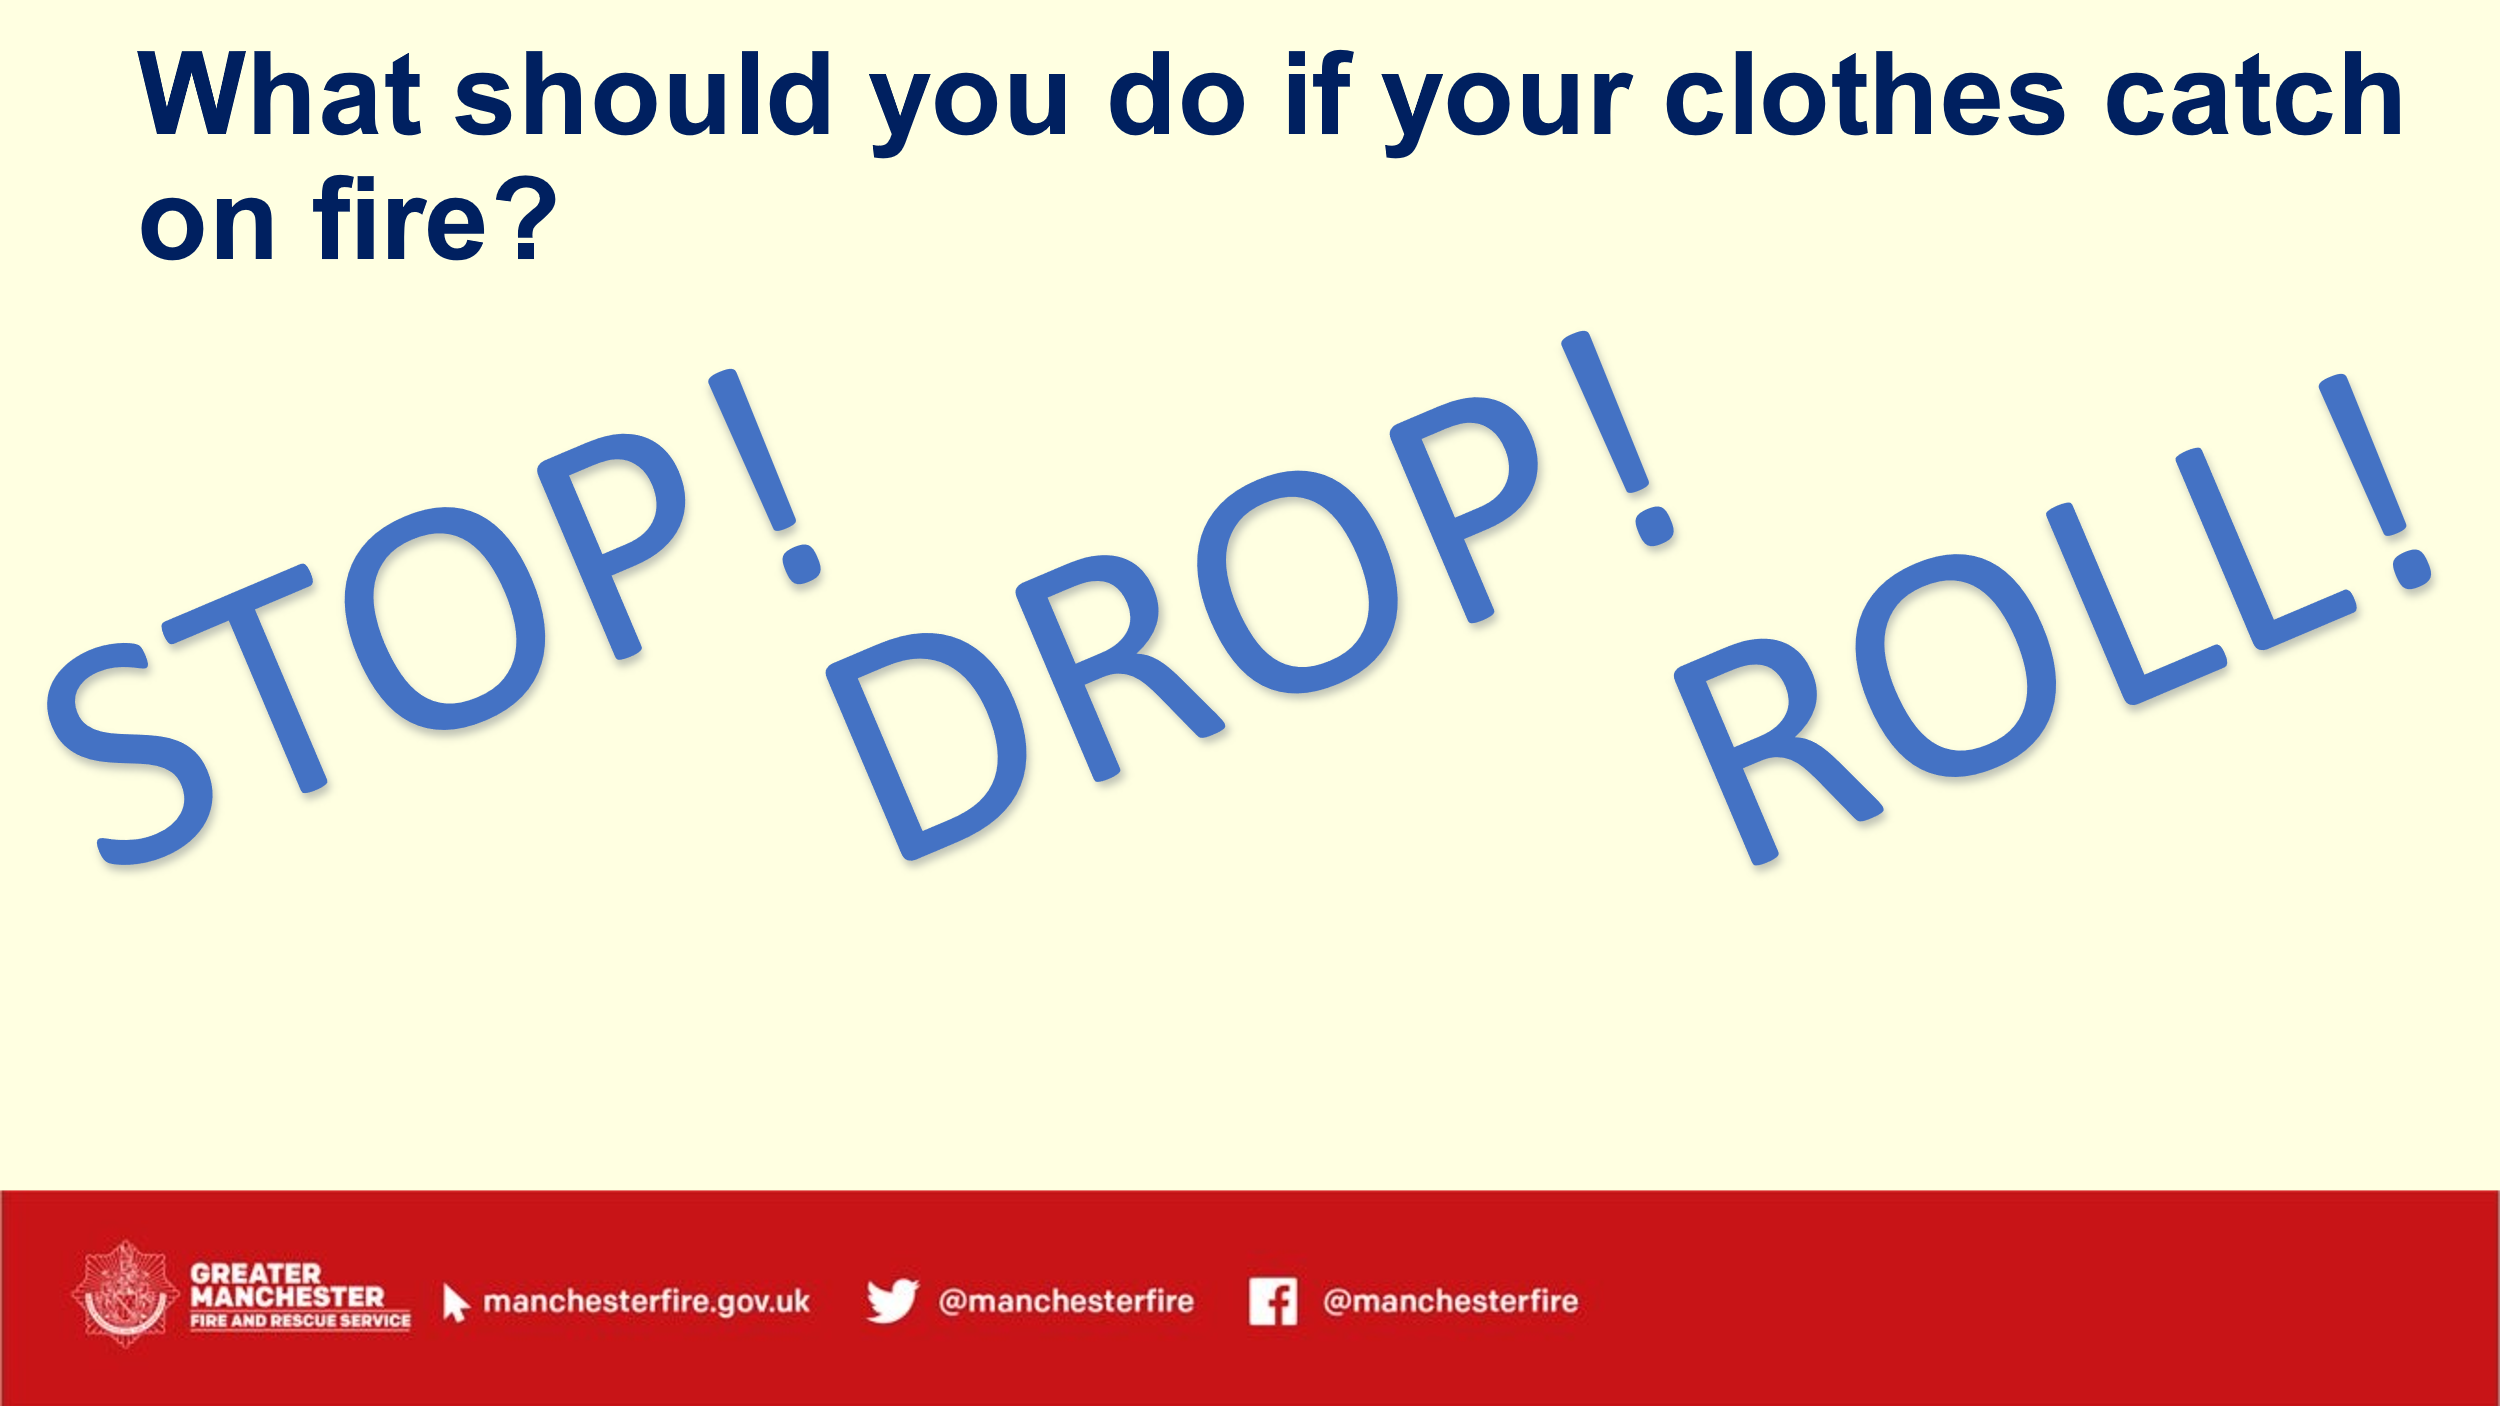 What should you do if your clothes catch
on fire?
STOP! DROP! ROLL!
GREATER
MANCHESTER
FIRE AND RESCUE SERVICE
manchesterfire.gov.uk
@manchesterfire
@manchesterfire